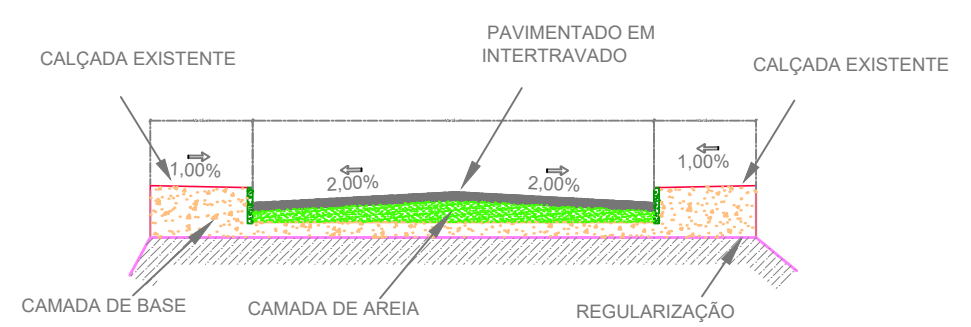 PAVIMENTADO EM
INTERTRAVADO
CALÇADA EXISTENTE
CALÇADA EXISTENTE
1,00%
2,00%
2,00%
1,00%
CAMADA DE BASE
CAMADA DE AREIA
REGULARIZAÇÃO